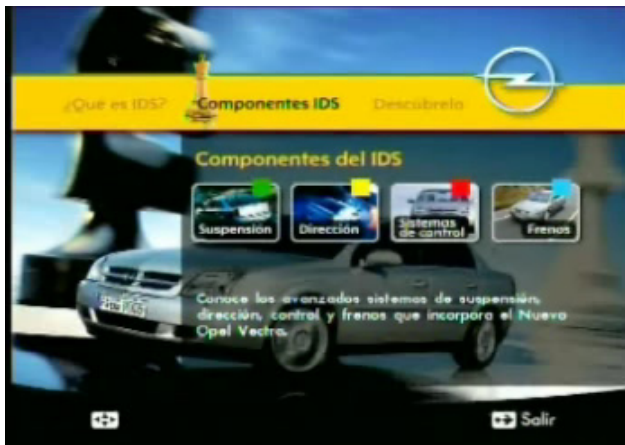 ¿Qué es IDS? Componentes IDS Descúbrelo
Componentes del IDS
Suspensión Dirección Sistemas de control Frenos
Conoce los avanzados sistemas de suspensión,
dirección, control y frenos que incorpora el Nuevo
Opel Vectra.
Salir